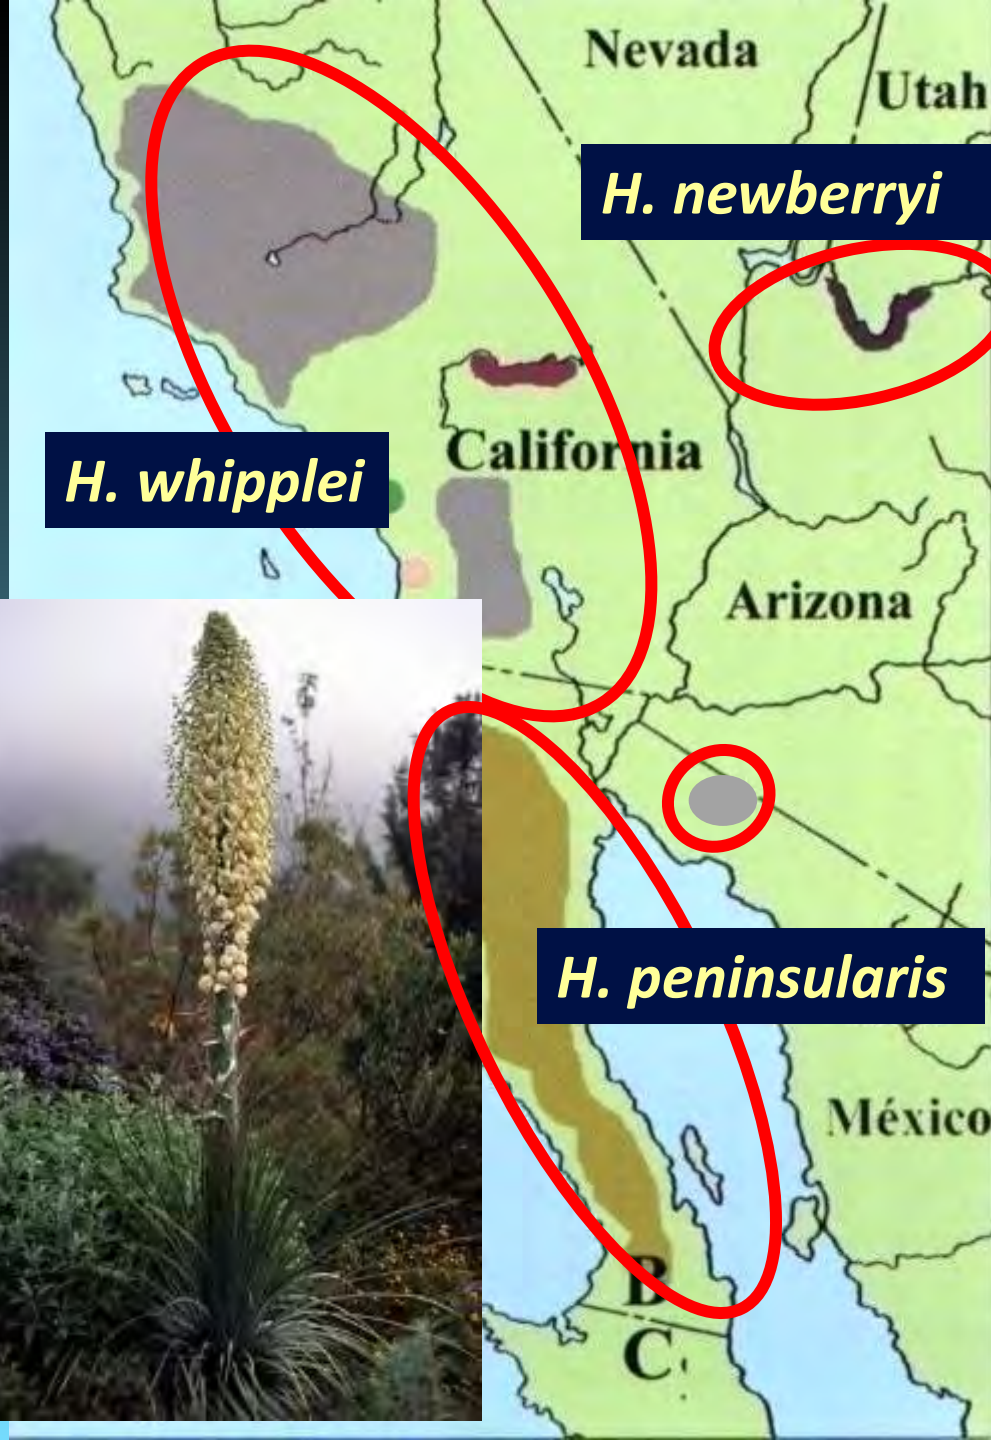 Nevada
Utah
H. newberryi
California
H. whipplei
Arizona
H. peninsularis
México
B
C